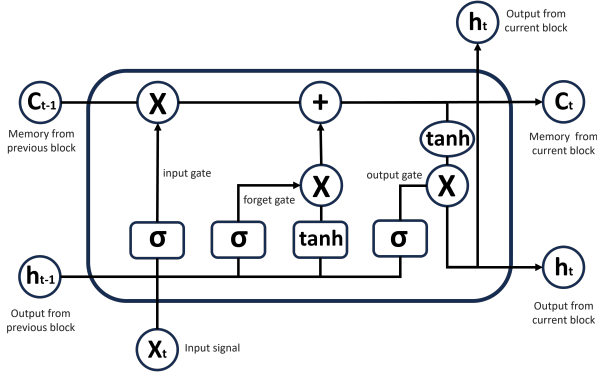 ht
Output from
current block
Ct-1
X
+
Ct
Memory from
previous block
tanh
Memory from
current block
input gate
output gate
X
X
forget gate
σ
σ
tanh
σ
ht-1
ht
Output from
previous block
Output from
current block
Xt
Input signal